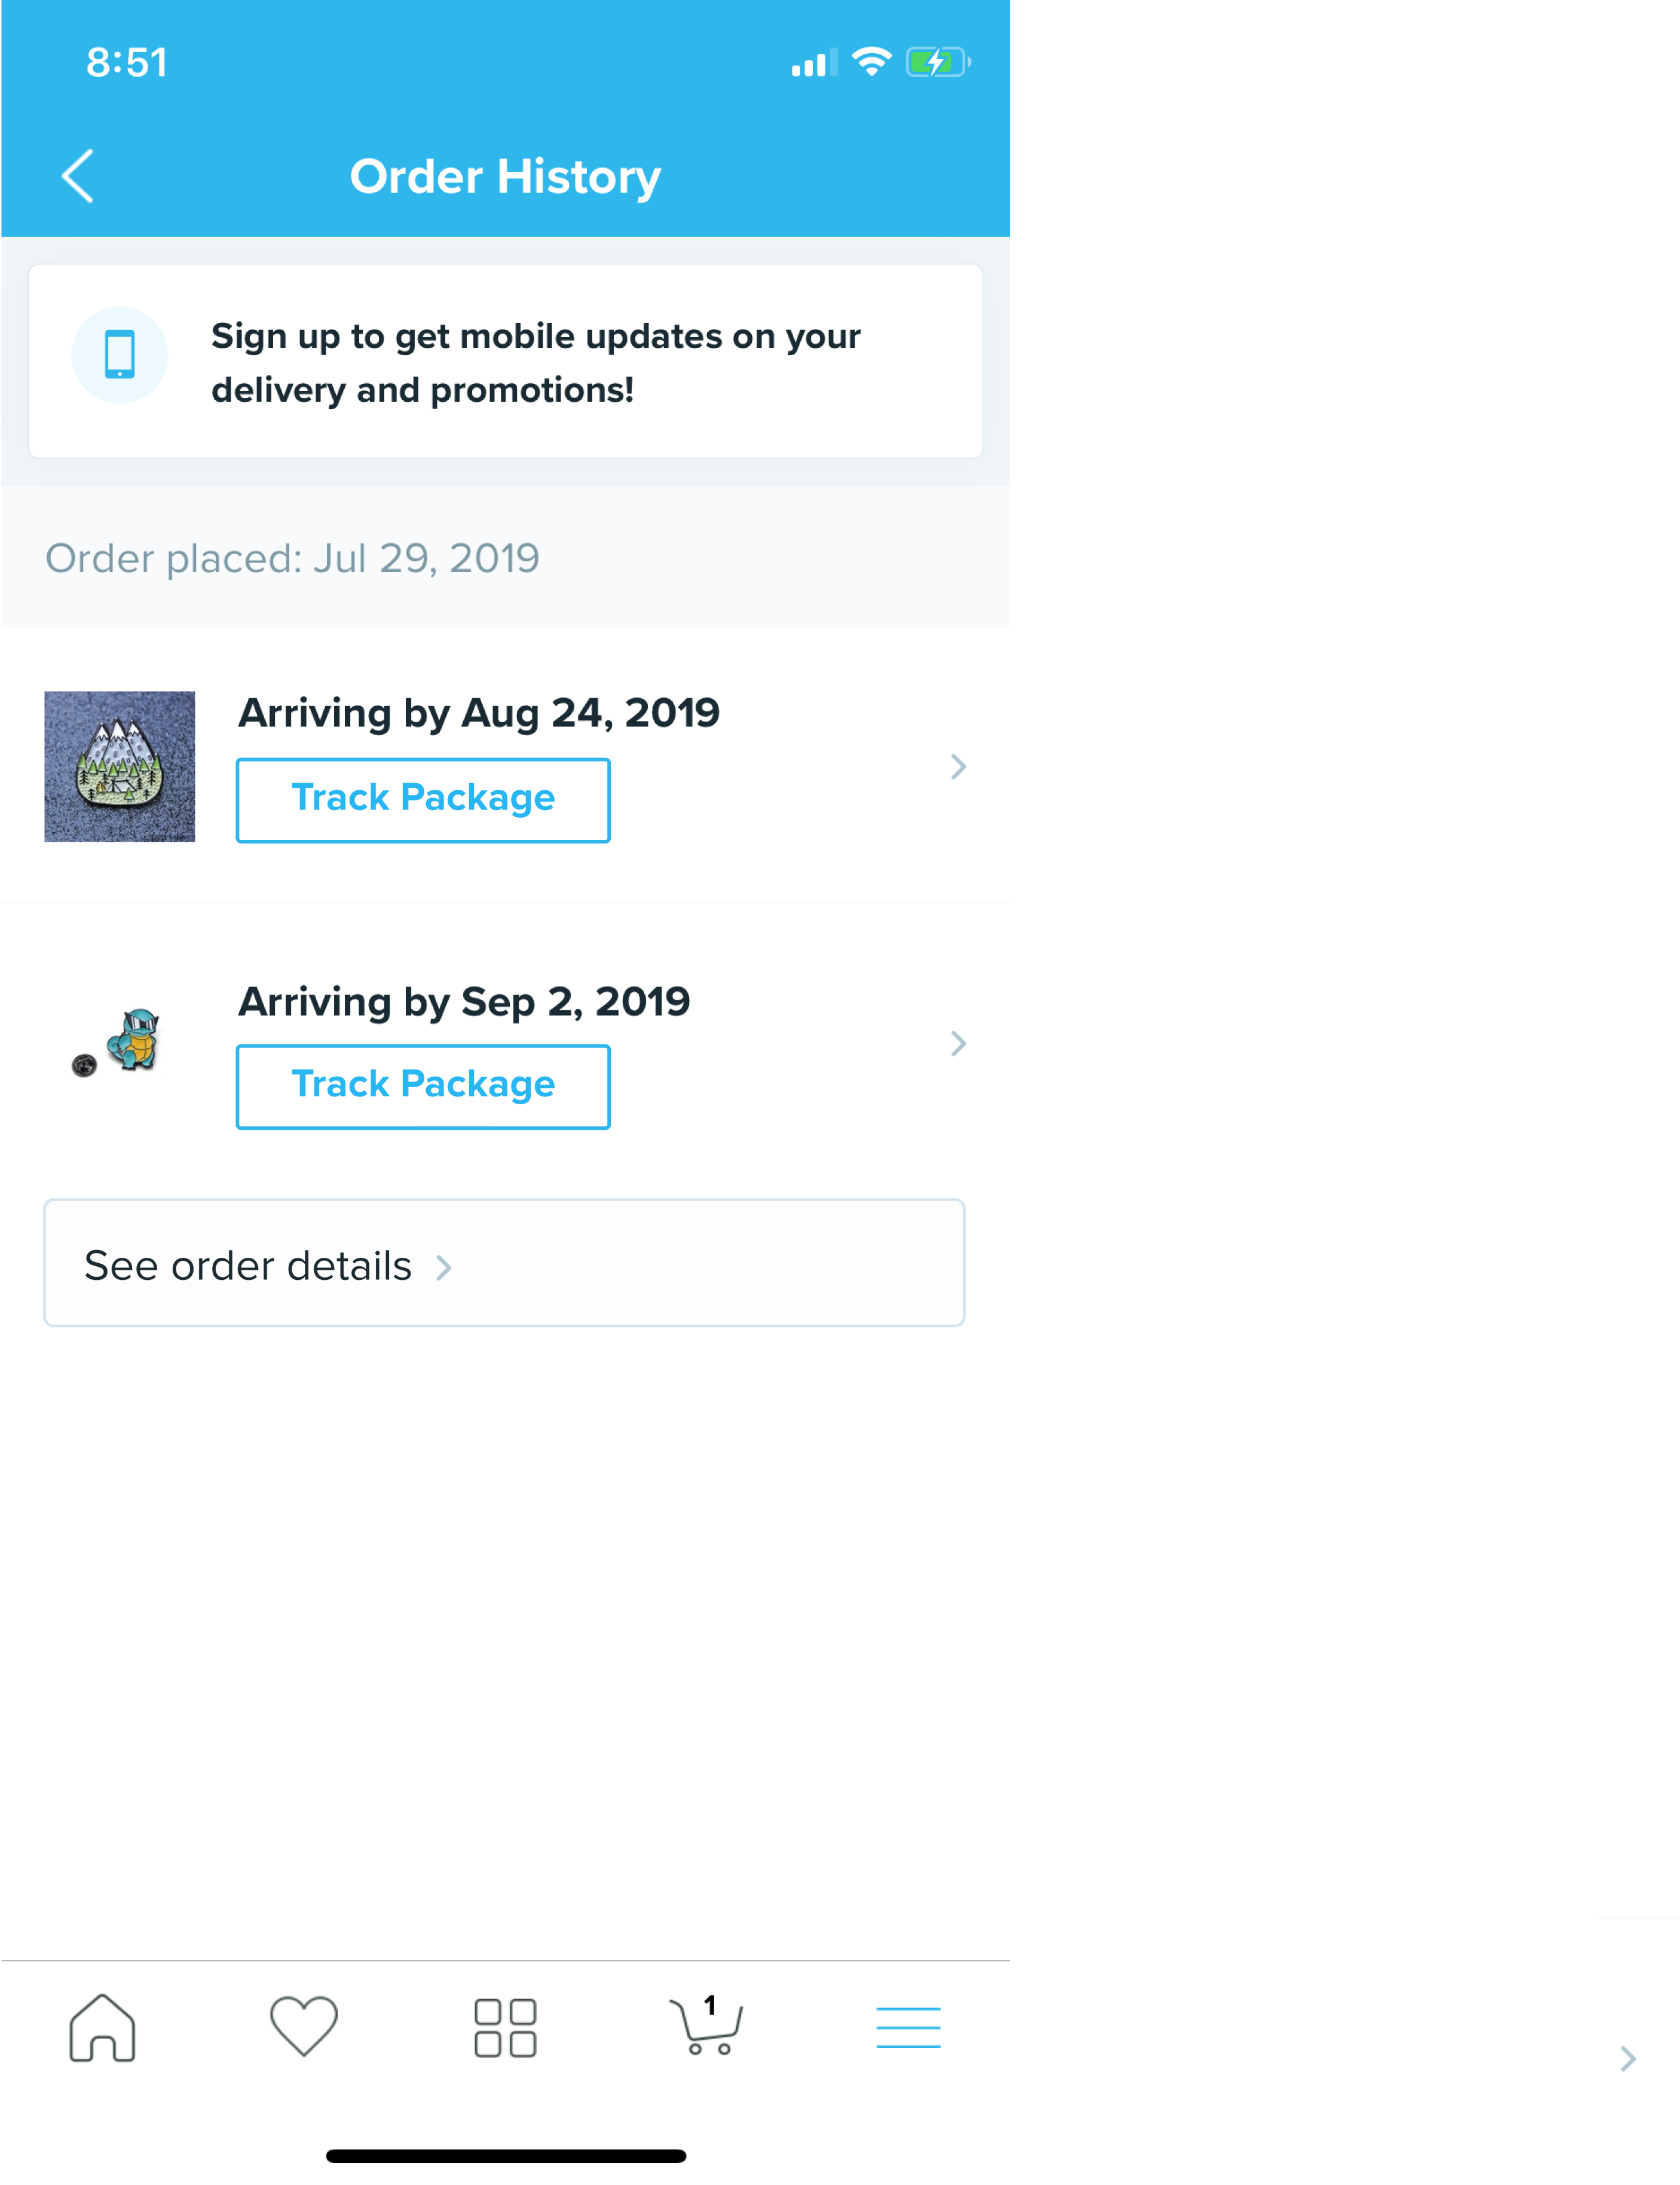 8:51
Order History
Sign up to get mobile updates on your
delivery and promotions!
Order placed: Jul 29, 2019
Arriving by Aug 24, 2019
Track Package
Arriving by Sep 2, 2019
Track Package
See order details
1